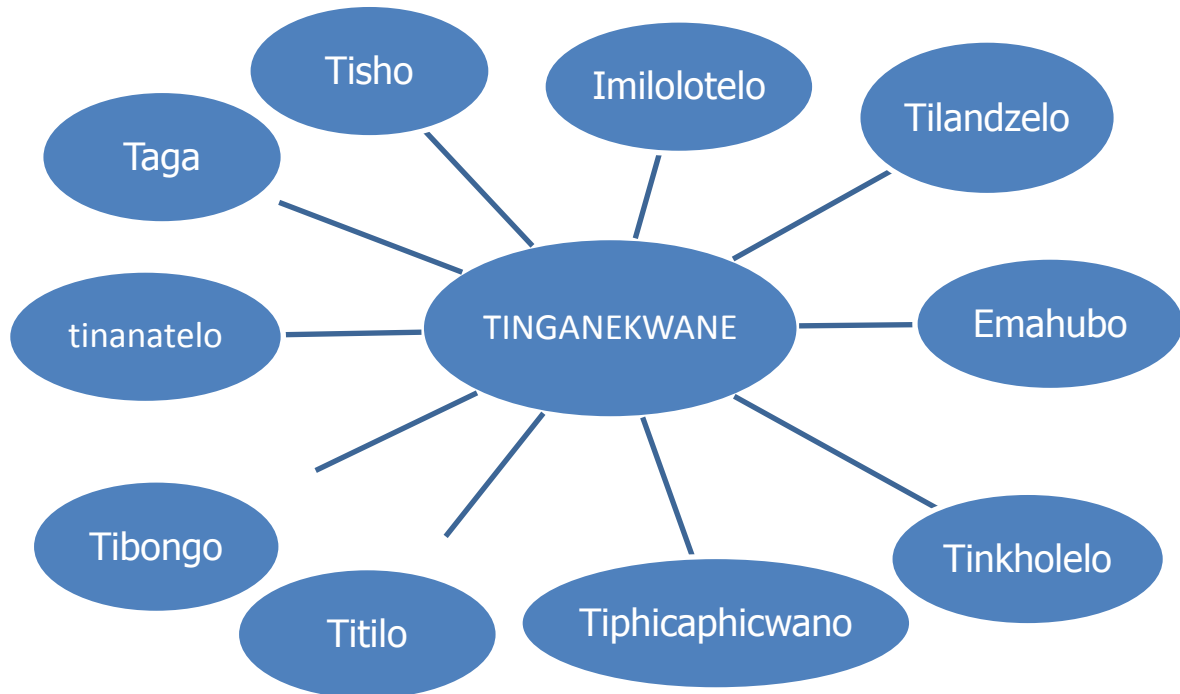 Tisho
Imilolotelo
Tilandzelo
Taga
TINGANEKWANE
Emahubo
tinanatelo
Tibongo
Tinkholelo
Titilo
Tiphicaphicwano